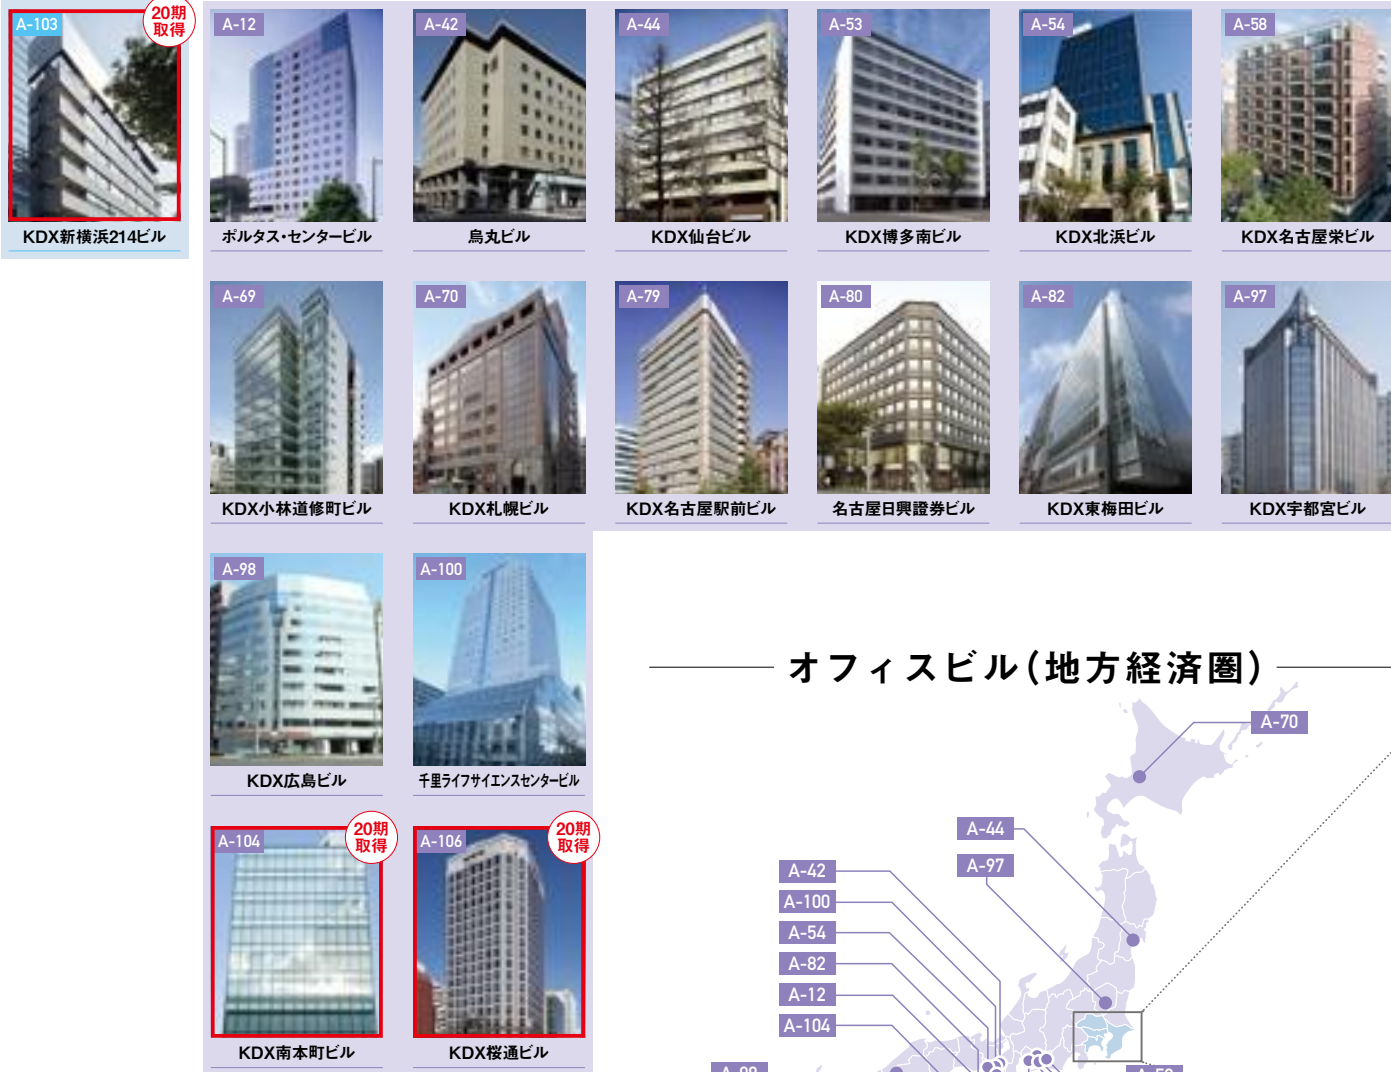 A-103
20期
取得
KDX新横浜214ビル
A-12
ポルタス・センタービル
A-42
烏丸ビル
A-44
KDX仙台ビル
A-53
KDX博多南ビル
A-54
KDX北浜ビル
A-58
KDX名古屋栄ビル
A-69
KDX小林道修町ビル
A-70
KDX札幌ビル
A-79
KDX名古屋駅前ビル
A-80
名古屋日興證券ビル
A-82
KDX東梅田ビル
A-97
KDX宇都宮ビル
A-98
KDX広島ビル
A-100
千里ライフサイエンスセンタービル
A-104
20期
取得
KDX南本町ビル
A-106
20期
取得
KDX桜通ビル
オフィスビル(地方経済圏)
A-70
A-44
A-97
A-42
A-100
A-54
A-82
A-12
A-104